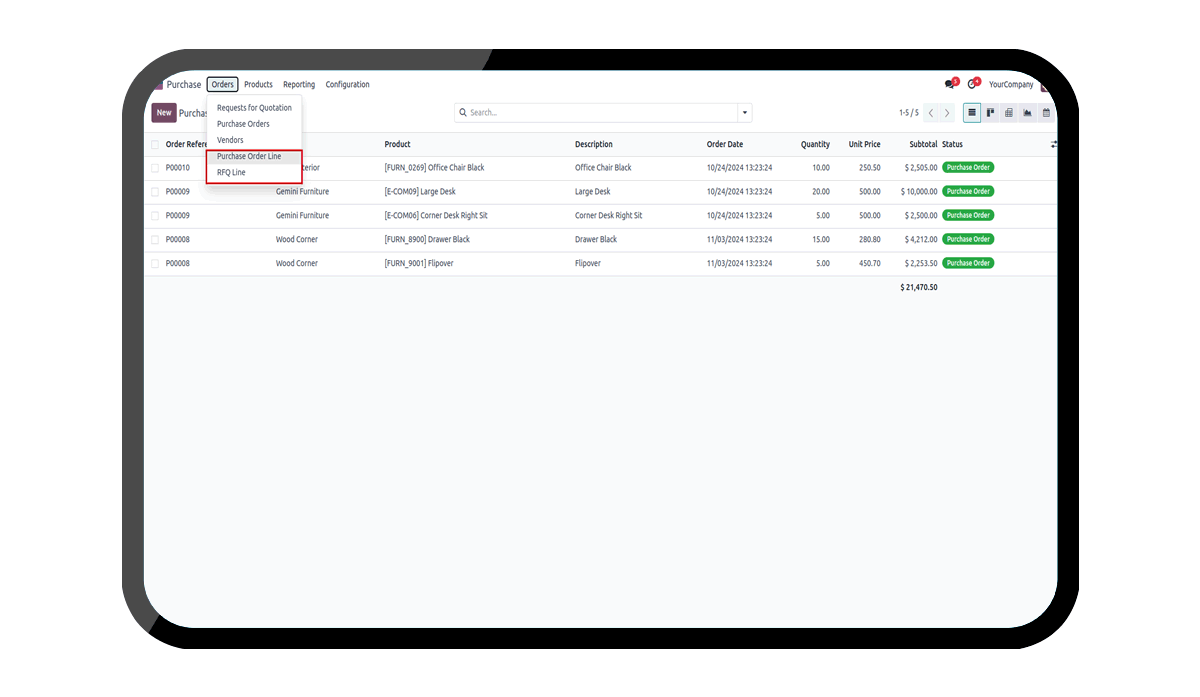 Purchase Orders Products Reporting Configuration 5 4 YourCompany
New Purchas Search... 1-5 / 5
Requests for Quotation
Purchase Orders
Vendors
Purchase Order Line
RFQ Line
Order Refere Product Description Order Date Quantity Unit Price Subtotal Status
P00010 terior [FURN_0269] Office Chair Black Office Chair Black 10/24/2024 13:23:24 10.00 250.50 $ 2,505.00 Purchase Order
P00009 Gemini Furniture [E-COM09] Large Desk Large Desk 10/24/2024 13:23:24 20.00 500.00 $ 10,000.00 Purchase Order
P00009 Gemini Furniture [E-COM06] Corner Desk Right Sit Corner Desk Right Sit 10/24/2024 13:23:24 5.00 500.00 $ 2,500.00 Purchase Order
P00008 Wood Corner [FURN_8900] Drawer Black Drawer Black 11/03/2024 13:23:24 15.00 280.80 $ 4,212.00 Purchase Order
P00008 Wood Corner [FURN_9001] Flipover Flipover 11/03/2024 13:23:24 5.00 450.70 $ 2,253.50 Purchase Order
$ 21,470.50